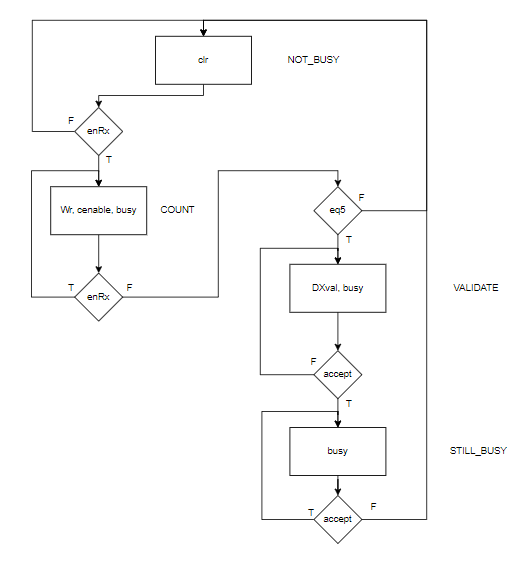 clr
NOT_BUSY
F
enRx
T
Wr, cenable, busy
COUNT
T
enRx
F
eq5
F
T
DXval, busy
VALIDATE
F
accept
T
busy
STILL_BUSY
T
accept
F